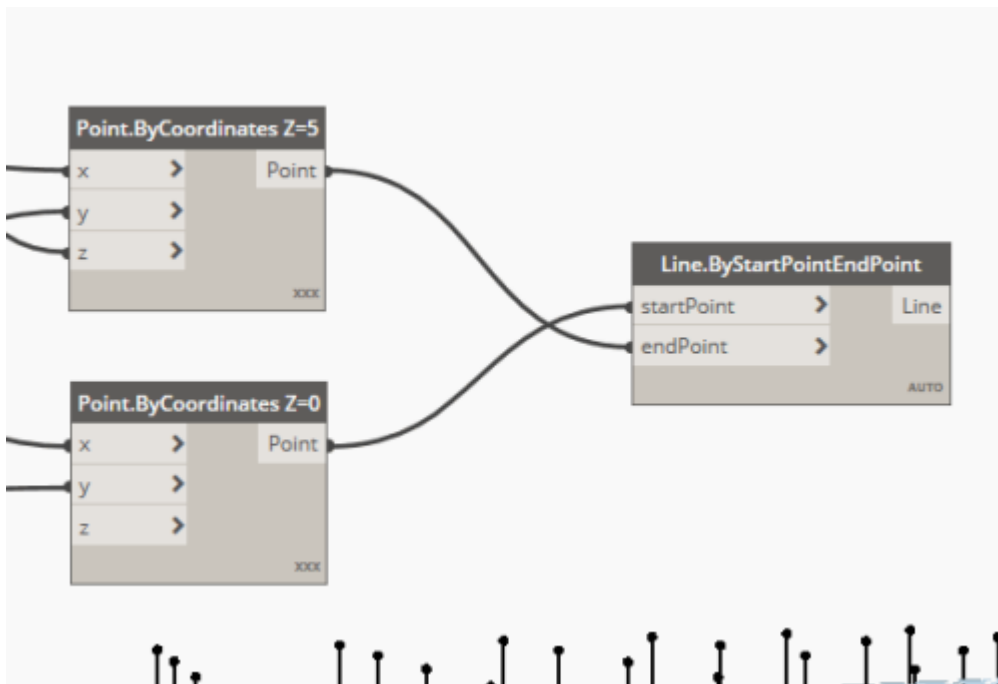 Point.ByCoordinates Z=5
x > Point
y >
z >
XXX
Line.ByStartPointEndPoint
startPoint > Line
endPoint >
AUTO
Point.ByCoordinates Z=0
x > Point
y >
z >
XXX